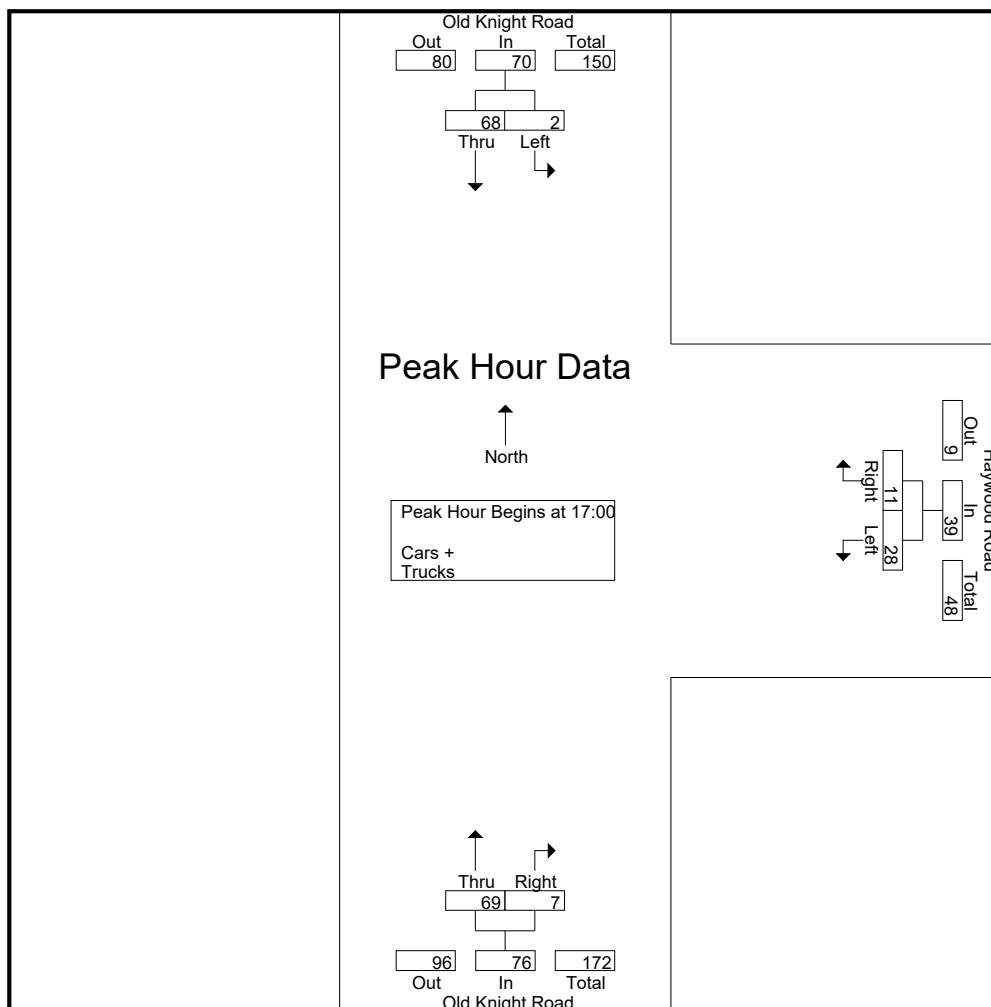 Old Knight Road
Out In Total
80 70 150
68 2
Thru Left
Peak Hour Data
North
Peak Hour Begins at 17:00
Cars +
Trucks
Right Left
11 28
Out In Total
9 39 48
Haywood Road
Thru Right
69 7
96 76 172
Out In Total
Old Knight Road